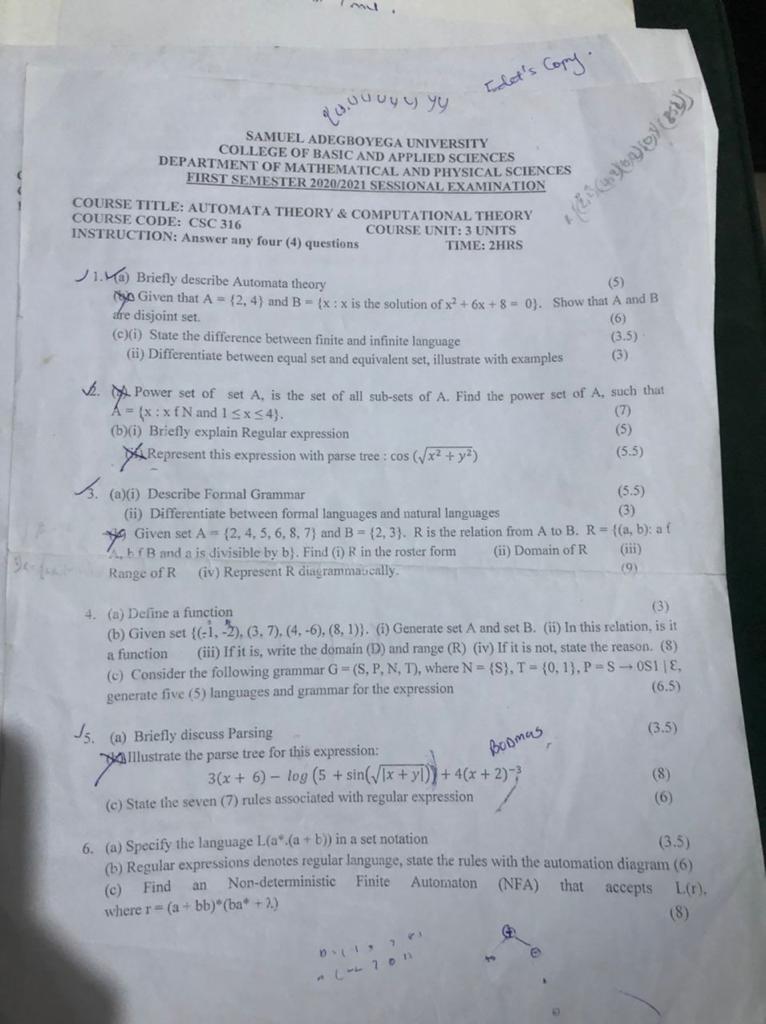 Edet's Copy.
SAMUEL ADEGBOYEGA UNIVERSITY
COLLEGE OF BASIC AND APPLIED SCIENCES
DEPARTMENT OF MATHEMATICAL AND PHYSICAL SCIENCES
FIRST SEMESTER 2020/2021 SESSIONAL EXAMINATION
COURSE TITLE: AUTOMATA THEORY & COMPUTATIONAL THEORY
COURSE CODE: CSC 316 COURSE UNIT: 3 UNITS
INSTRUCTION: Answer any four (4) questions TIME: 2HRS
1. (a) Briefly describe Automata theory (5)
Given that A = {2, 4} and B = {x : x is the solution of x² + 6x + 8 = 0}. Show that A and B
are disjoint set. (6)
(c)(i) State the difference between finite and infinite language (3.5)
(ii) Differentiate between equal set and equivalent set, illustrate with examples (3)
2. Power set of set A, is the set of all sub-sets of A. Find the power set of A, such that
A = {x : x f N and 1 ≤ x ≤ 4}. (7)
(b)(i) Briefly explain Regular expression (5)
Represent this expression with parse tree : cos (√x² + y²) (5.5)
3. (a)(i) Describe Formal Grammar (5.5)
(ii) Differentiate between formal languages and natural languages (3)
Given set A = {2, 4, 5, 6, 8, 7} and B = {2, 3}. R is the relation from A to B. R = {(a, b): a f
A, b f B and a is divisible by b}. Find (i) R in the roster form (ii) Domain of R (iii)
Range of R (iv) Represent R diagrammatically. (9)
4. (a) Define a function (3)
(b) Given set {(-1, -2), (3, 7), (4, -6), (8, 1)}. (i) Generate set A and set B. (ii) In this relation, is it
a function (iii) If it is, write the domain (D) and range (R) (iv) If it is not, state the reason. (8)
(c) Consider the following grammar G = (S, P, N, T), where N = {S}, T = {0, 1}, P = S → 0S1 | Ɛ,
generate five (5) languages and grammar for the expression (6.5)
5. (a) Briefly discuss Parsing (3.5)
Illustrate the parse tree for this expression: BODMAS,
3(x + 6) − log (5 + sin(√|x + y|)) + 4(x + 2)⁻³ (8)
(c) State the seven (7) rules associated with regular expression (6)
6. (a) Specify the language L(a*.(a + b)) in a set notation (3.5)
(b) Regular expressions denotes regular language, state the rules with the automation diagram (6)
(c) Find an Non-deterministic Finite Automaton (NFA) that accepts L(r),
where r = (a + bb)*(ba* + λ) (8)